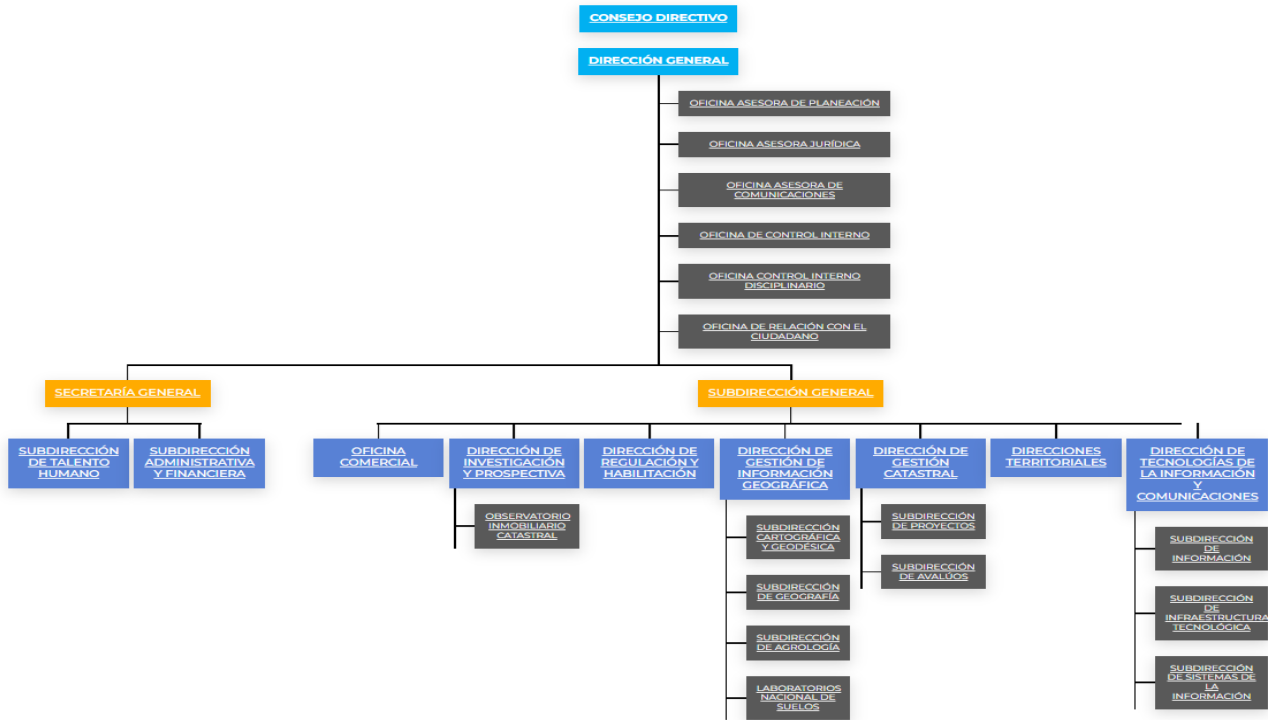 CONSEJO DIRECTIVO
DIRECCIÓN GENERAL
OFICINA ASESORA DE PLANEACIÓN
OFICINA ASESORA JURÍDICA
OFICINA ASESORA DE
COMUNICACIONES
OFICINA DE CONTROL INTERNO
OFICINA CONTROL INTERNO
DISCIPLINARIO
OFICINA DE RELACIÓN CON EL
CIUDADANO
SECRETARÍA GENERAL
SUBDIRECCIÓN GENERAL
SUBDIRECCIÓN
DE TALENTO
HUMANO
SUBDIRECCIÓN
ADMINISTRATIVA
Y FINANCIERA
OFICINA
COMERCIAL
DIRECCIÓN DE
INVESTIGACIÓN
Y PROSPECTIVA
OBSERVATORIO
INMOBILIARIO
CATASTRAL
DIRECCIÓN DE
REGULACIÓN Y
HABILITACIÓN
DIRECCIÓN DE
GESTIÓN DE
INFORMACIÓN
GEOGRÁFICA
SUBDIRECCIÓN
CARTOGRÁFICA
Y GEODÉSICA
SUBDIRECCIÓN
DE GEOGRAFÍA
SUBDIRECCIÓN
DE AGROLOGÍA
LABORATORIOS
NACIONAL DE
SUELOS
DIRECCIÓN DE
GESTIÓN
CATASTRAL
SUBDIRECCIÓN
DE PROYECTOS
SUBDIRECCIÓN
DE AVALÚOS
DIRECCIONES
TERRITORIALES
DIRECCIÓN DE
TECNOLOGÍAS DE
LA INFORMACIÓN
Y
COMUNICACIONES
SUBDIRECCIÓN
DE
INFORMACIÓN
SUBDIRECCIÓN
DE
INFRAESTRUCTURA
TECNOLÓGICA
SUBDIRECCIÓN
DE SISTEMAS DE
LA
INFORMACIÓN